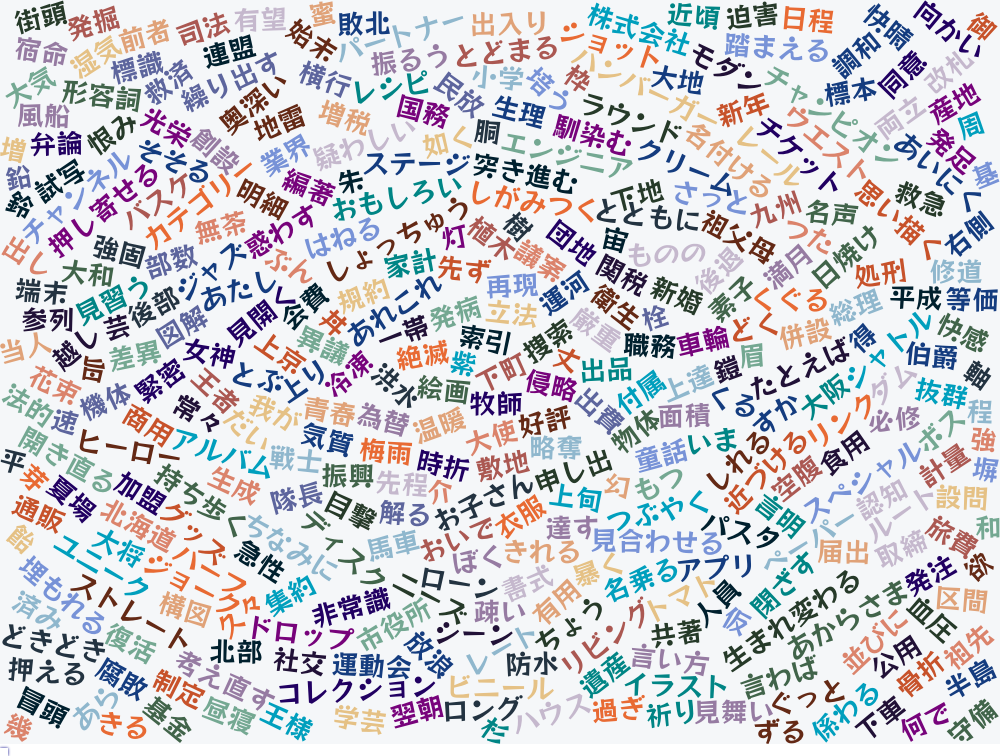 街頭
発掘
前者
司法
有望
蜜
敗北
パートナー
出入り
株式会社
近頃
迫害
日程
快晴
向かい
御
宿命
湿気
標識
連盟
始末
振るう
とどまる
ショット
ハンバーガー
モダン
踏まえる
調和
同意
改札
大気
形容詞
救済
繰り出す
横行
レシピ
民放
小学
培う
枠
大地
チャンピオン
標本
両立
産地
周
風船
弁論
恨み
光栄
創設
奥深い
地雷
増税
国務
生理
馴染む
ラウンド
新年
ウエスト
発足
基
増
鉛
鈴
試写
そそる
業界
疑わしい
如く
胴
エンジニア
クリーム
名付ける
レール
チケット
あいにく
チャンネル
押し寄せる
バスケ
カテゴリー
明細
編著
朱
ステージ
突き進む
おもしろい
しがみつく
下地
さっと
思い描く
救急
右側
出し
大和
強固
部数
無茶
惑わす
はねる
しょっちゅう
灯
植木
樹
議案
団地
とともに
宙
祖父母
九州
名声
つた
日焼け
端末
見習う
後部
ジャズ
ぶん
家計
先ず
再現
運河
関税
ものの
後退
満月
処刑
修道
参列
芸
図解
あたし
見開く
会費
規約
あれこれ
発病
立法
衛生
新婚
素子
くぐる
総理
平成
等価
当人
越し
旨
差異
女神
上京
丼
異議
一帯
索引
捜索
厳重
栓
職務
車輪
どく
併設
得
シャトル
快感
花束
機体
緊密
王者
とぶ
上り
冷凍
絶滅
紫
下町
丈
出品
屑
鎧
たとえば
伯爵
軸
法的
速
商用
常々
我が
青春
為替
洪水
絵画
牧師
侵略
出費
付属
上達
くる
すか
大阪
ダム
抜群
程
開き直る
ヒーロー
アルバム
だい
気質
梅雨
温暖
大使
好評
略奪
物体
面積
いま
しれる
近づける
リング
必修
ボス
強
平
芽
夏場
加盟
持ち歩く
生成
戦士
振興
先程
時折
敷地
申し出
童話
空腹
食用
スペシャル
計量
塀
通販
北海道
グッズ
隊長
目撃
解る
介
お子さん
上旬
幻
もつ
つぶやく
言明
認知
設問
飴
ユニーク
大将
ハーフ
ちなみに
ディスク
馬車
おいで
衣服
達す
見合わせる
パスタ
ペーパー
届出
ルート
取締
旅費
和
埋もれる
ストレート
ジョーク
急性
集約
ニーズ
ローン
ぼく
きれる
書式
暴く
名乗る
アプリ
閉ざす
発注
欲
済み
横図
非常識
市役所
疎い
有用
トマト
人員
仮
生まれ変わる
あからさま
自圧
区間
どきどき
復活
ドロップ
放浪
シーン
ちょう
リビング
共著
並びに
公用
祖先
押える
腐敗
考え直す
北部
社交
運動会
レント
防水
遺産
言い方
言わば
骨折
半島
冒頭
あら
制定
昼寝
コレクション
ビニール
イラスト
ぐっと
係わる
下車
何で
守備
幾
きる
基金
王様
学芸
翌朝
ロング
杉
ハウス
過ぎ
祈り
見舞い
ずる